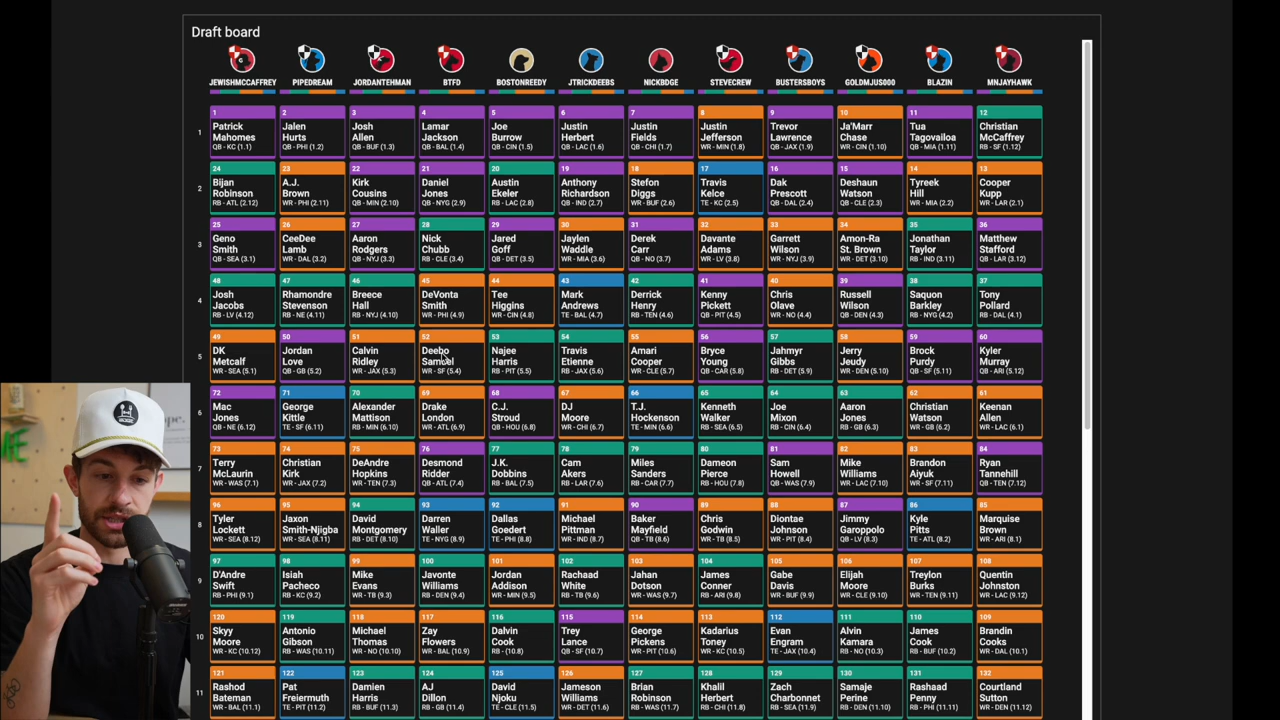 Draft board
JEWISHMCCAFFREY PIPEDREAM JORDANTEHMAN BTFD BOSTONREEDY JTRICKDEEBS NICKBDGE STEVECREW BUSTERSBOYS GOLDMJUS000 BLAZIN MNJAYHAWK
1 2 3 4 5 6 7 8 9 10 11 12
1
Patrick Jalen Josh Lamar Joe Justin Justin Justin Trevor Ja'Marr Tua Christian
Mahomes Hurts Allen Jackson Burrow Herbert Fields Jefferson Lawrence Chase Tagovailoa McCaffrey
QB - KC (1.1) QB - PHI (1.2) QB - BUF (1.3) QB - BAL (1.4) QB - CIN (1.5) QB - LAC (1.6) QB - CHI (1.7) WR - MIN (1.8) QB - JAX (1.9) WR - CIN (1.10) QB - MIA (1.11) RB - SF (1.12)
24 23 22 21 20 19 18 17 16 15 14 13
2
Bijan A.J. Kirk Daniel Austin Anthony Stefon Travis Dak Deshaun Tyreek Cooper
Robinson Brown Cousins Jones Ekeler Richardson Diggs Kelce Prescott Watson Hill Kupp
RB - ATL (2.12) WR - PHI (2.11) QB - MIN (2.10) QB - NYG (2.9) RB - LAC (2.8) QB - IND (2.7) WR - BUF (2.6) TE - KC (2.5) QB - DAL (2.4) QB - CLE (2.3) WR - MIA (2.2) WR - LAR (2.1)
25 26 27 28 29 30 31 32 33 34 35 36
3
Geno CeeDee Aaron Nick Jared Jaylen Derek Davante Garrett Amon-Ra Jonathan Matthew
Smith Lamb Rodgers Chubb Goff Waddle Carr Adams Wilson St. Brown Taylor Stafford
QB - SEA (3.1) WR - DAL (3.2) QB - NYJ (3.3) RB - CLE (3.4) QB - DET (3.5) WR - MIA (3.6) QB - NO (3.7) WR - LV (3.8) WR - NYJ (3.9) WR - DET (3.10) RB - IND (3.11) QB - LAR (3.12)
48 47 46 45 44 43 42 41 40 39 38 37
4
Josh Rhamondre Breece DeVonta Tee Mark Derrick Kenny Chris Russell Saquon Tony
Jacobs Stevenson Hall Smith Higgins Andrews Henry Pickett Olave Wilson Barkley Pollard
RB - LV (4.12) RB - NE (4.11) RB - NYJ (4.10) WR - PHI (4.9) WR - CIN (4.8) TE - BAL (4.7) RB - TEN (4.6) QB - PIT (4.5) WR - NO (4.4) QB - DEN (4.3) RB - NYG (4.2) RB - DAL (4.1)
49 50 51 52 53 54 55 56 57 58 59 60
5
DK Jordan Calvin Deebo Najee Travis Amari Bryce Jahmyr Jerry Brock Kyler
Metcalf Love Ridley Samuel Harris Etienne Cooper Young Gibbs Jeudy Purdy Murray
WR - SEA (5.1) QB - GB (5.2) WR - JAX (5.3) WR - SF (5.4) RB - PIT (5.5) RB - JAX (5.6) WR - CLE (5.7) QB - CAR (5.8) RB - DET (5.9) WR - DEN (5.10) QB - SF (5.11) QB - ARI (5.12)
72 71 70 69 68 67 66 65 64 63 62 61
6
Mac George Alexander Drake C.J. DJ T.J. Kenneth Joe Aaron Christian Keenan
Jones Kittle Mattison London Stroud Moore Hockenson Walker Mixon Jones Watson Allen
QB - NE (6.12) TE - SF (6.11) RB - MIN (6.10) WR - ATL (6.9) QB - HOU (6.8) WR - CHI (6.7) TE - MIN (6.6) RB - SEA (6.5) RB - CIN (6.4) RB - GB (6.3) WR - GB (6.2) WR - LAC (6.1)
73 74 75 76 77 78 79 80 81 82 83 84
7
Terry Christian DeAndre Desmond J.K. Cam Miles Dameon Sam Mike Brandon Ryan
McLaurin Kirk Hopkins Ridder Dobbins Akers Sanders Pierce Howell Williams Aiyuk Tannehill
WR - WAS (7.1) WR - JAX (7.2) WR - TEN (7.3) QB - ATL (7.4) RB - BAL (7.5) RB - LAR (7.6) RB - CAR (7.7) RB - HOU (7.8) QB - WAS (7.9) WR - LAC (7.10) WR - SF (7.11) QB - TEN (7.12)
96 95 94 93 92 91 90 89 88 87 86 85
8
Tyler Jaxon David Darren Dallas Michael Baker Chris Diontae Jimmy Kyle Marquise
Lockett Smith-Njigba Montgomery Waller Goedert Pittman Mayfield Godwin Johnson Garoppolo Pitts Brown
WR - SEA (8.12) WR - SEA (8.11) RB - DET (8.10) TE - NYG (8.9) TE - PHI (8.8) WR - IND (8.7) QB - TB (8.6) WR - TB (8.5) WR - PIT (8.4) QB - LV (8.3) TE - ATL (8.2) WR - ARI (8.1)
97 98 99 100 101 102 103 104 105 106 107 108
9
D'Andre Isiah Mike Javonte Jordan Rachaad Jahan James Gabe Elijah Treylon Quentin
Swift Pacheco Evans Williams Addison White Dotson Conner Davis Moore Burks Johnston
RB - PHI (9.1) RB - KC (9.2) WR - TB (9.3) RB - DEN (9.4) WR - MIN (9.5) RB - TB (9.6) WR - WAS (9.7) RB - ARI (9.8) WR - BUF (9.9) WR - CLE (9.10) WR - TEN (9.11) WR - LAC (9.12)
120 119 118 117 116 115 114 113 112 111 110 109
10
Skyy Antonio Michael Zay Dalvin Trey George Kadarius Evan Alvin James Brandin
Moore Gibson Thomas Flowers Cook Lance Pickens Toney Engram Kamara Cook Cooks
WR - KC (10.12) RB - WAS (10.11) WR - NO (10.10) WR - BAL (10.9) RB - (10.8) QB - SF (10.7) WR - PIT (10.6) WR - KC (10.5) TE - JAX (10.4) RB - NO (10.3) RB - BUF (10.2) WR - DAL (10.1)
121 122 123 124 125 126 127 128 129 130 131 132
11
Rashod Pat Damien AJ David Jameson Brian Khalil Zach Samaje Rashaad Courtland
Bateman Freiermuth Harris Dillon Njoku Williams Robinson Herbert Charbonnet Perine Penny Sutton
WR - BAL (11.1) TE - PIT (11.2) RB - BUF (11.3) RB - GB (11.4) TE - CLE (11.5) WR - DET (11.6) RB - WAS (11.7) RB - CHI (11.8) RB - SEA (11.9) RB - DEN (11.10) RB - PHI (11.11) WR - DEN (11.12)